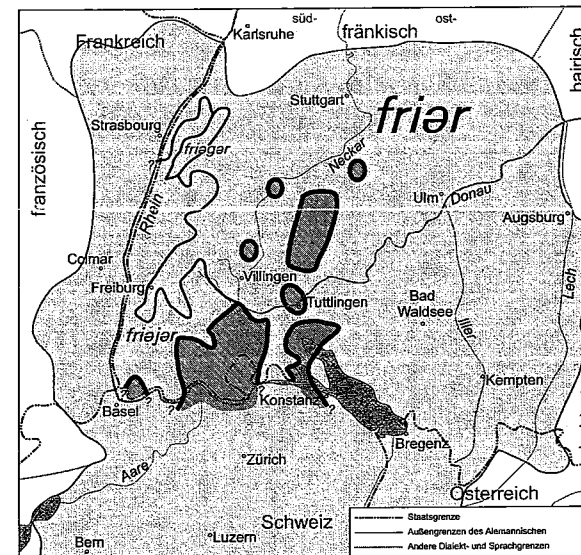 süd-
ost-
Karlsruhe
fränkisch
Frankreich
bairisch
Stuttgart
friər
Strasbourg
friəgər
Neckar
französisch
Rhein
Ulm
Donau
Augsburg
Colmar
Villingen
Lech
Freiburg
Tuttlingen
Bad
Waldsee
Iller
friəjər
?
?
?
?
?
?
Kempten
Basel
Konstanz
Bregenz
Aare
Zürich
Österreich
Schweiz
Luzern
Bern
Staatsgrenze
Außengrenzen des Alemannischen
Andere Dialekt- und Sprachgrenzen